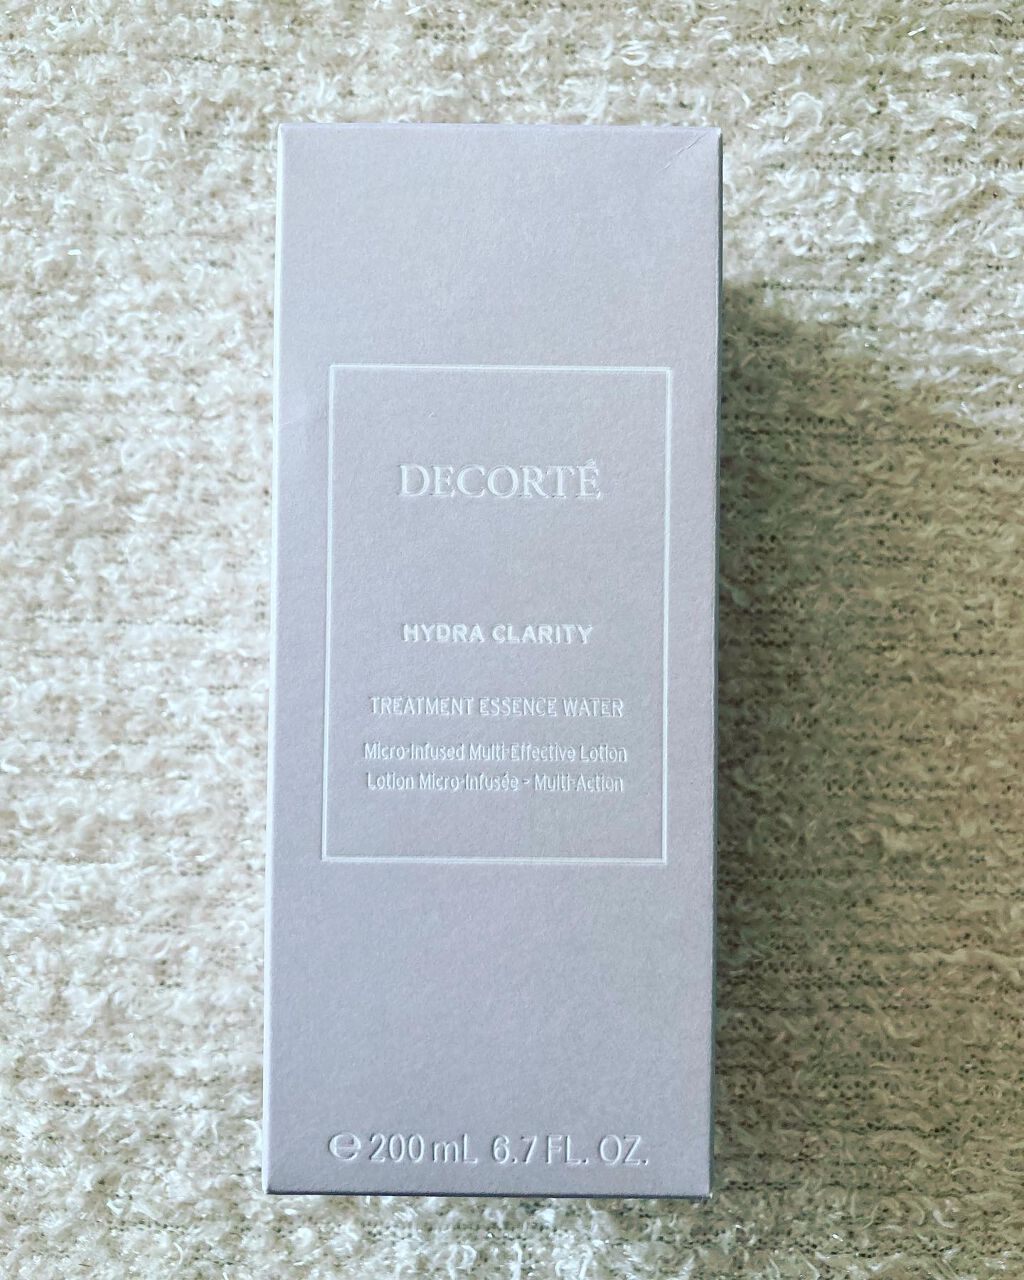 DECORTÉ
HYDRA CLARITY
TREATMENT ESSENCE WATER
Micro-Infused Multi-Effective Lotion
Lotion Micro-Infusée - Multi-Action
℮ 200 mL 6.7 FL. OZ.